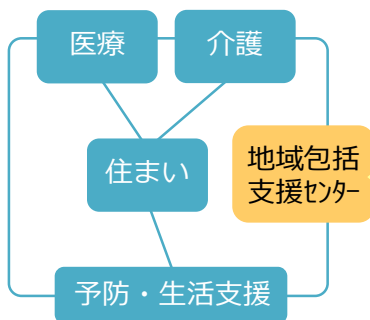 医療
介護
住まい
地域包括
支援ｾﾝﾀｰ
予防・生活支援